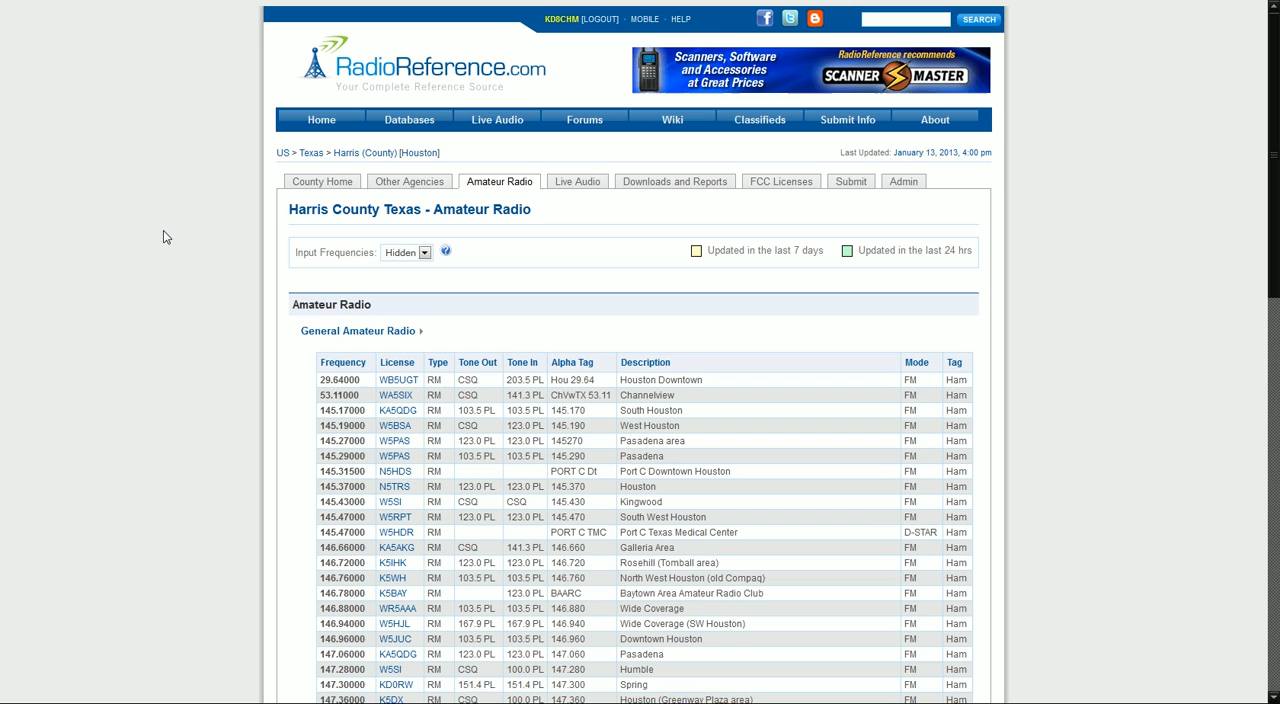 KD8CHM [LOGOUT] · MOBILE · HELP
SEARCH
RadioReference.com
Your Complete Reference Source
Scanners, Software
and Accessories
at Great Prices
RadioReference recommends
SCANNER MASTER
Home Databases Live Audio Forums Wiki Classifieds Submit Info About
US > Texas > Harris (County) [Houston]
Last Updated: January 13, 2013, 4:00 pm
County Home Other Agencies Amateur Radio Live Audio Downloads and Reports FCC Licenses Submit Admin
Harris County Texas - Amateur Radio
Input Frequencies: Hidden
Updated in the last 7 days Updated in the last 24 hrs
Amateur Radio
General Amateur Radio
Frequency License Type Tone Out Tone In Alpha Tag Description Mode Tag
29.64000 WB5UGT RM CSQ 203.5 PL Hou 29.64 Houston Downtown FM Ham
53.11000 WA5SIX RM CSQ 141.3 PL ChVwTX 53.11 Channelview FM Ham
145.17000 KA5QDG RM 103.5 PL 103.5 PL 145.170 South Houston FM Ham
145.19000 W5BSA RM CSQ 123.0 PL 145.190 West Houston FM Ham
145.27000 W5PAS RM 123.0 PL 123.0 PL 145270 Pasadena area FM Ham
145.29000 W5PAS RM 103.5 PL 103.5 PL 145.290 Pasadena FM Ham
145.31500 N5HDS RM PORT C Dt Port C Downtown Houston FM Ham
145.37000 N5TRS RM 123.0 PL 123.0 PL 145.370 Houston FM Ham
145.43000 W5SI RM CSQ CSQ 145.430 Kingwood FM Ham
145.47000 W5RPT RM 123.0 PL 123.0 PL 145.470 South West Houston FM Ham
145.47000 W5HDR RM PORT C TMC Port C Texas Medical Center D-STAR Ham
146.66000 KA5AKG RM CSQ 141.3 PL 146.660 Galleria Area FM Ham
146.72000 K5IHK RM 123.0 PL 123.0 PL 146.720 Rosehill (Tomball area) FM Ham
146.76000 K5WH RM 103.5 PL 103.5 PL 146.760 North West Houston (old Compaq) FM Ham
146.78000 K5BAY RM 123.0 PL BAARC Baytown Area Amateur Radio Club FM Ham
146.88000 WR5AAA RM 103.5 PL 103.5 PL 146.880 Wide Coverage FM Ham
146.94000 W5HJL RM 167.9 PL 167.9 PL 146.940 Wide Coverage (SW Houston) FM Ham
146.96000 W5JUC RM 103.5 PL 103.5 PL 146.960 Downtown Houston FM Ham
147.06000 KA5QDG RM 123.0 PL 123.0 PL 147.060 Pasadena FM Ham
147.28000 W5SI RM CSQ 100.0 PL 147.280 Humble FM Ham
147.30000 KD0RW RM 151.4 PL 151.4 PL 147.300 Spring FM Ham
147.36000 K5DX RM CSQ 100.0 PL 147.360 Houston (Greenway Plaza area) FM Ham